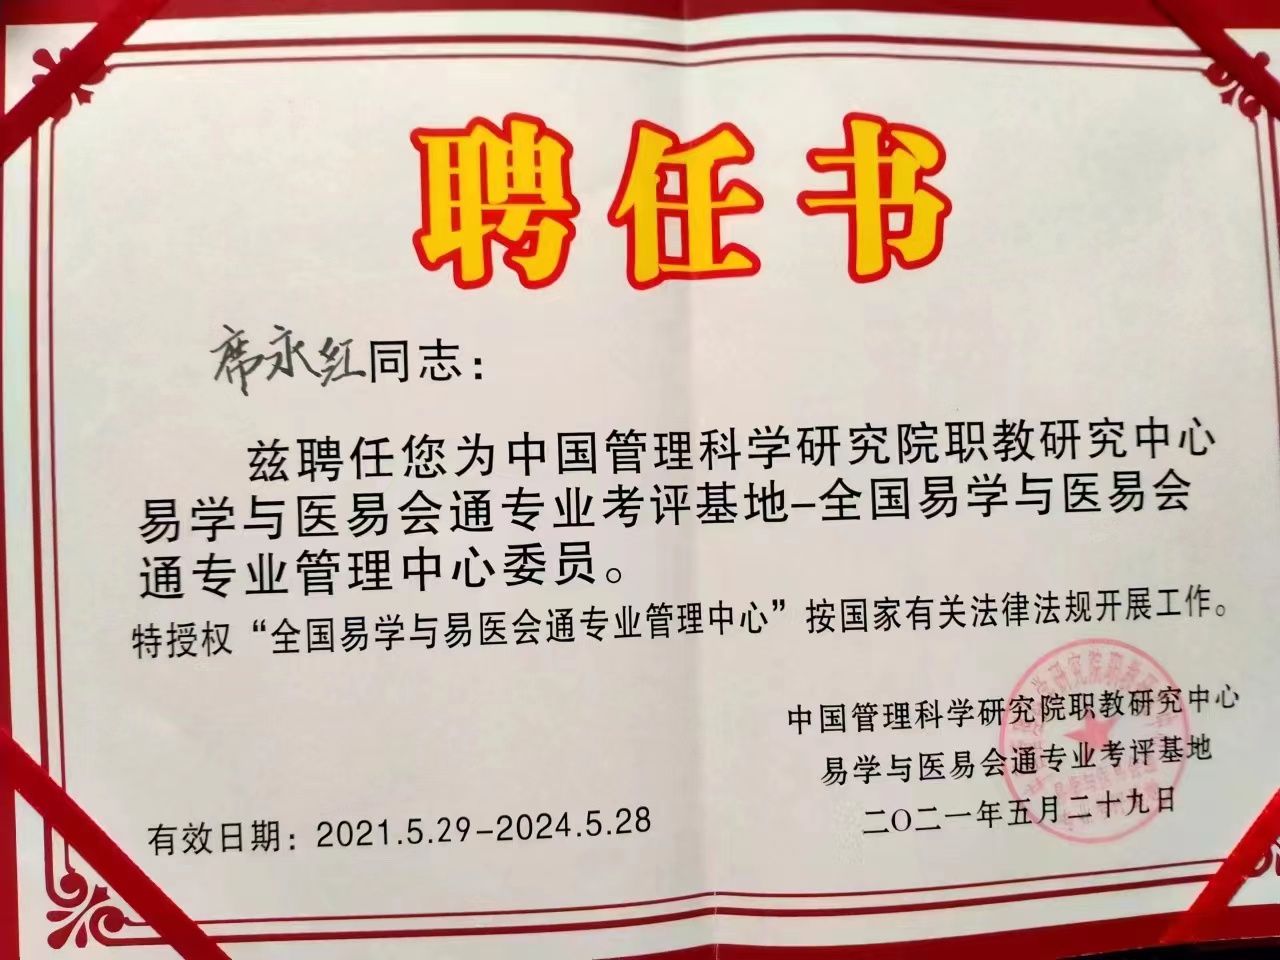 聘任书
席永红同志：
兹聘任您为中国管理科学研究院职教研究中心
易学与医易会通专业考评基地-全国易学与医易会
通专业管理中心委员。
特授权“全国易学与易医会通专业管理中心”按国家有关法律法规开展工作。
中国管理科学研究院职教研究中心
易学与医易会通专业考评基地
二〇二一年五月二十九日
有效日期：2021.5.29-2024.5.28